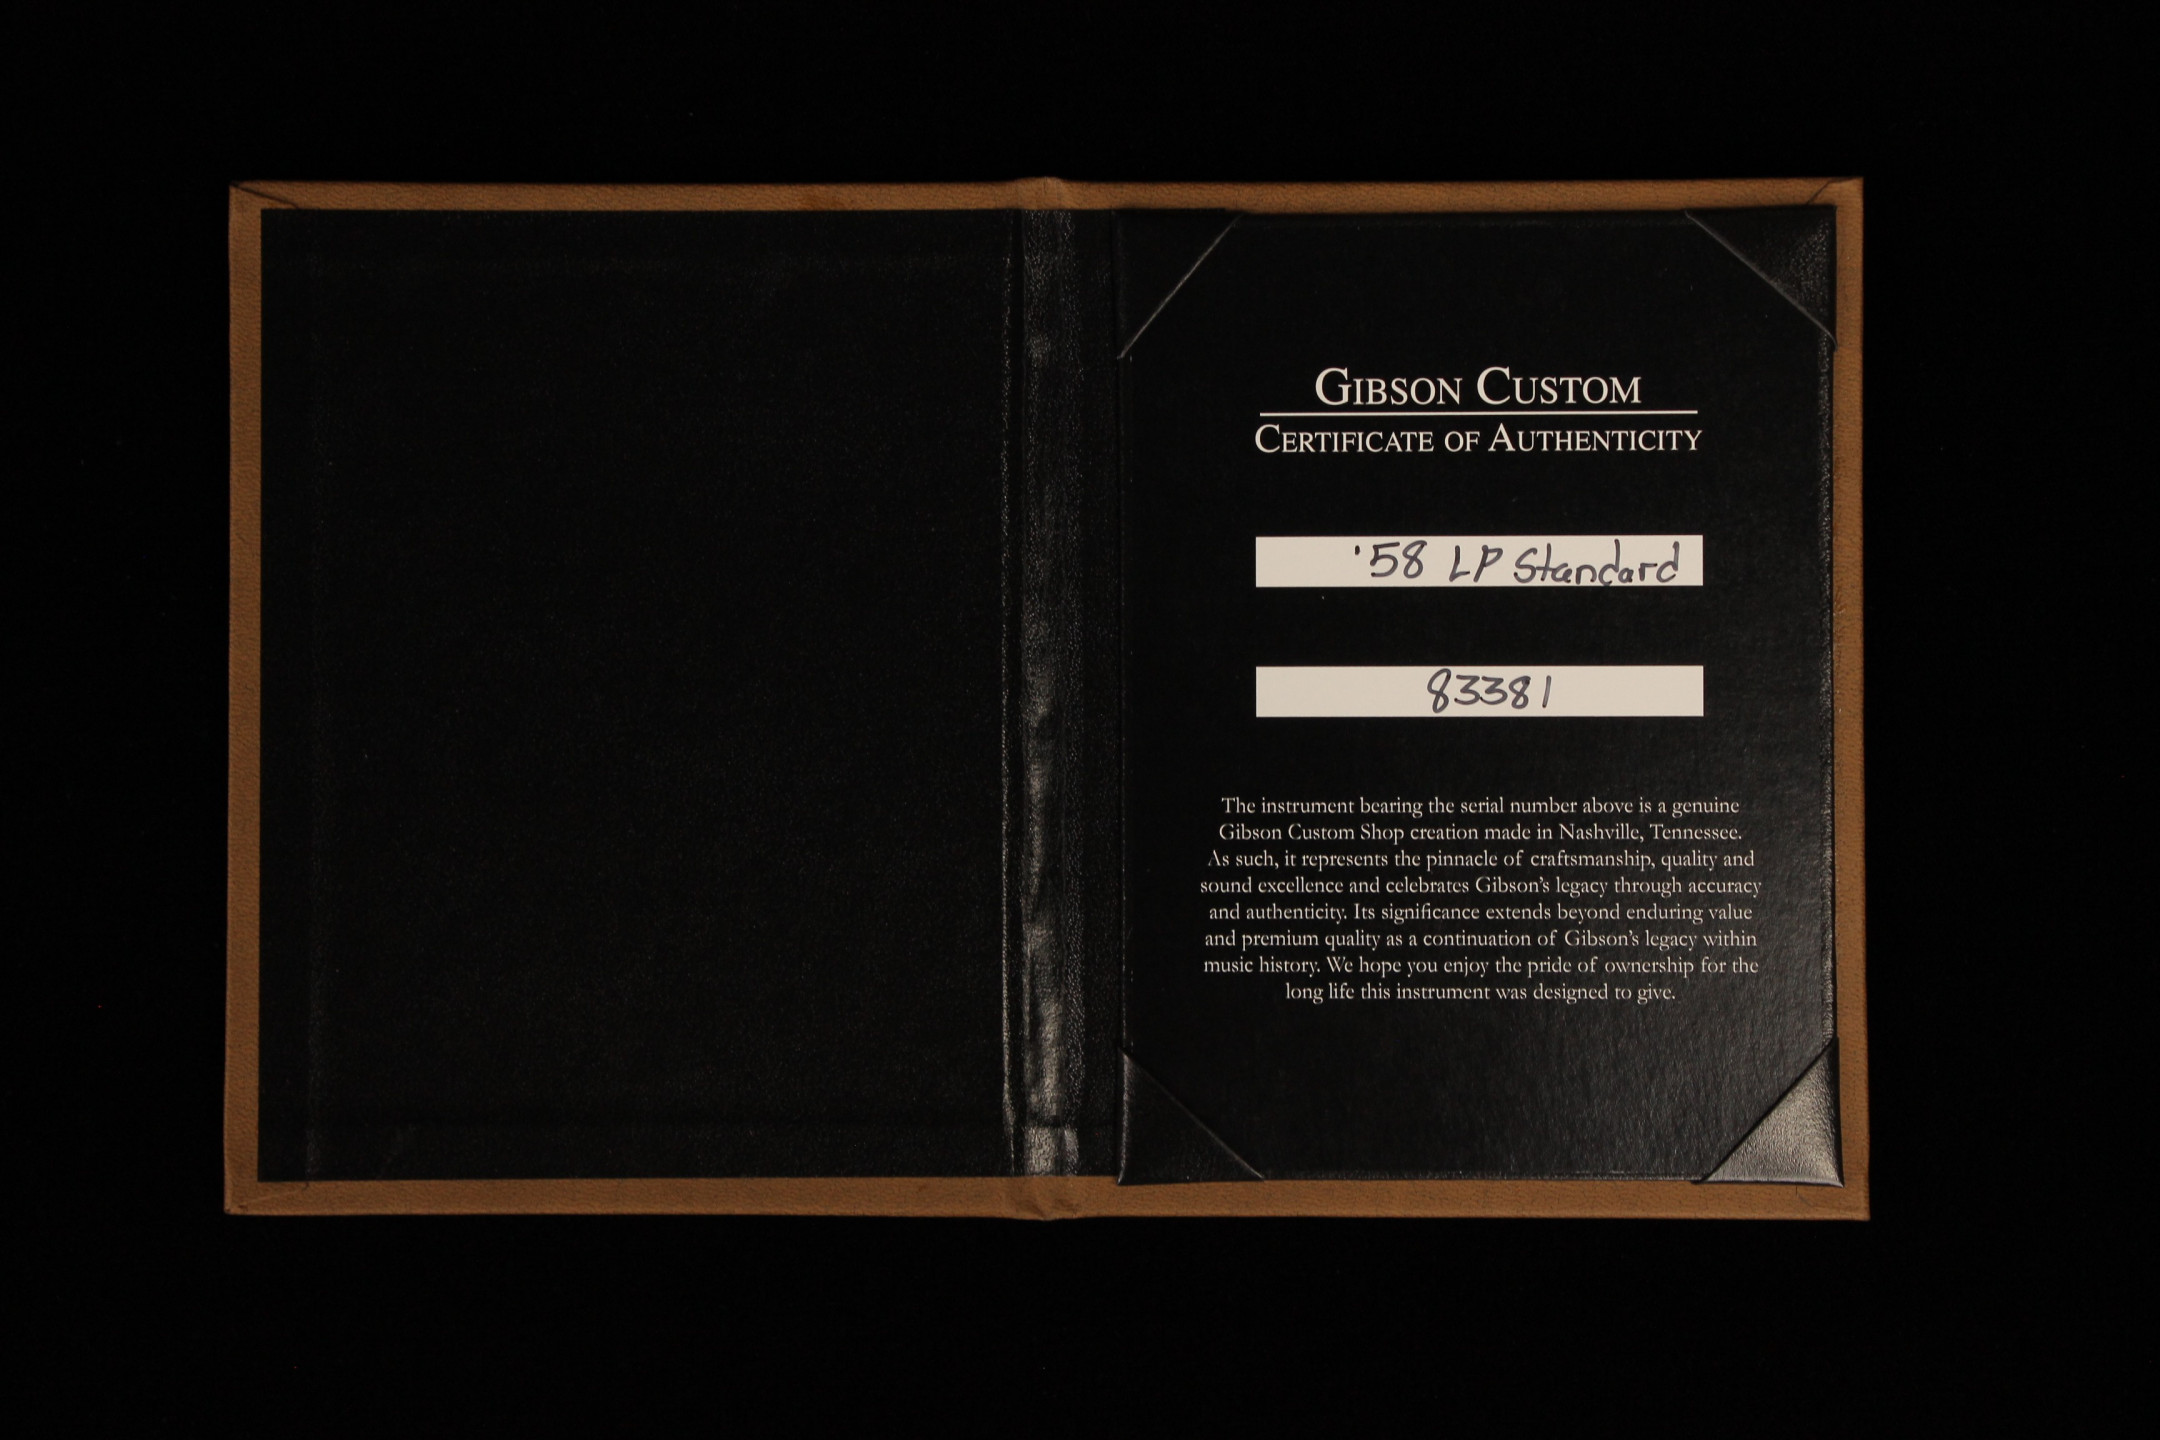 GIBSON CUSTOM
CERTIFICATE OF AUTHENTICITY
'58 LP Standard
83381
The instrument bearing the serial number above is a genuine
Gibson Custom Shop creation made in Nashville, Tennessee.
As such, it represents the pinnacle of craftsmanship, quality and
sound excellence and celebrates Gibson's legacy through accuracy
and authenticity. Its significance extends beyond enduring value
and premium quality as a continuation of Gibson's legacy within
music history. We hope you enjoy the pride of ownership for the
long life this instrument was designed to give.